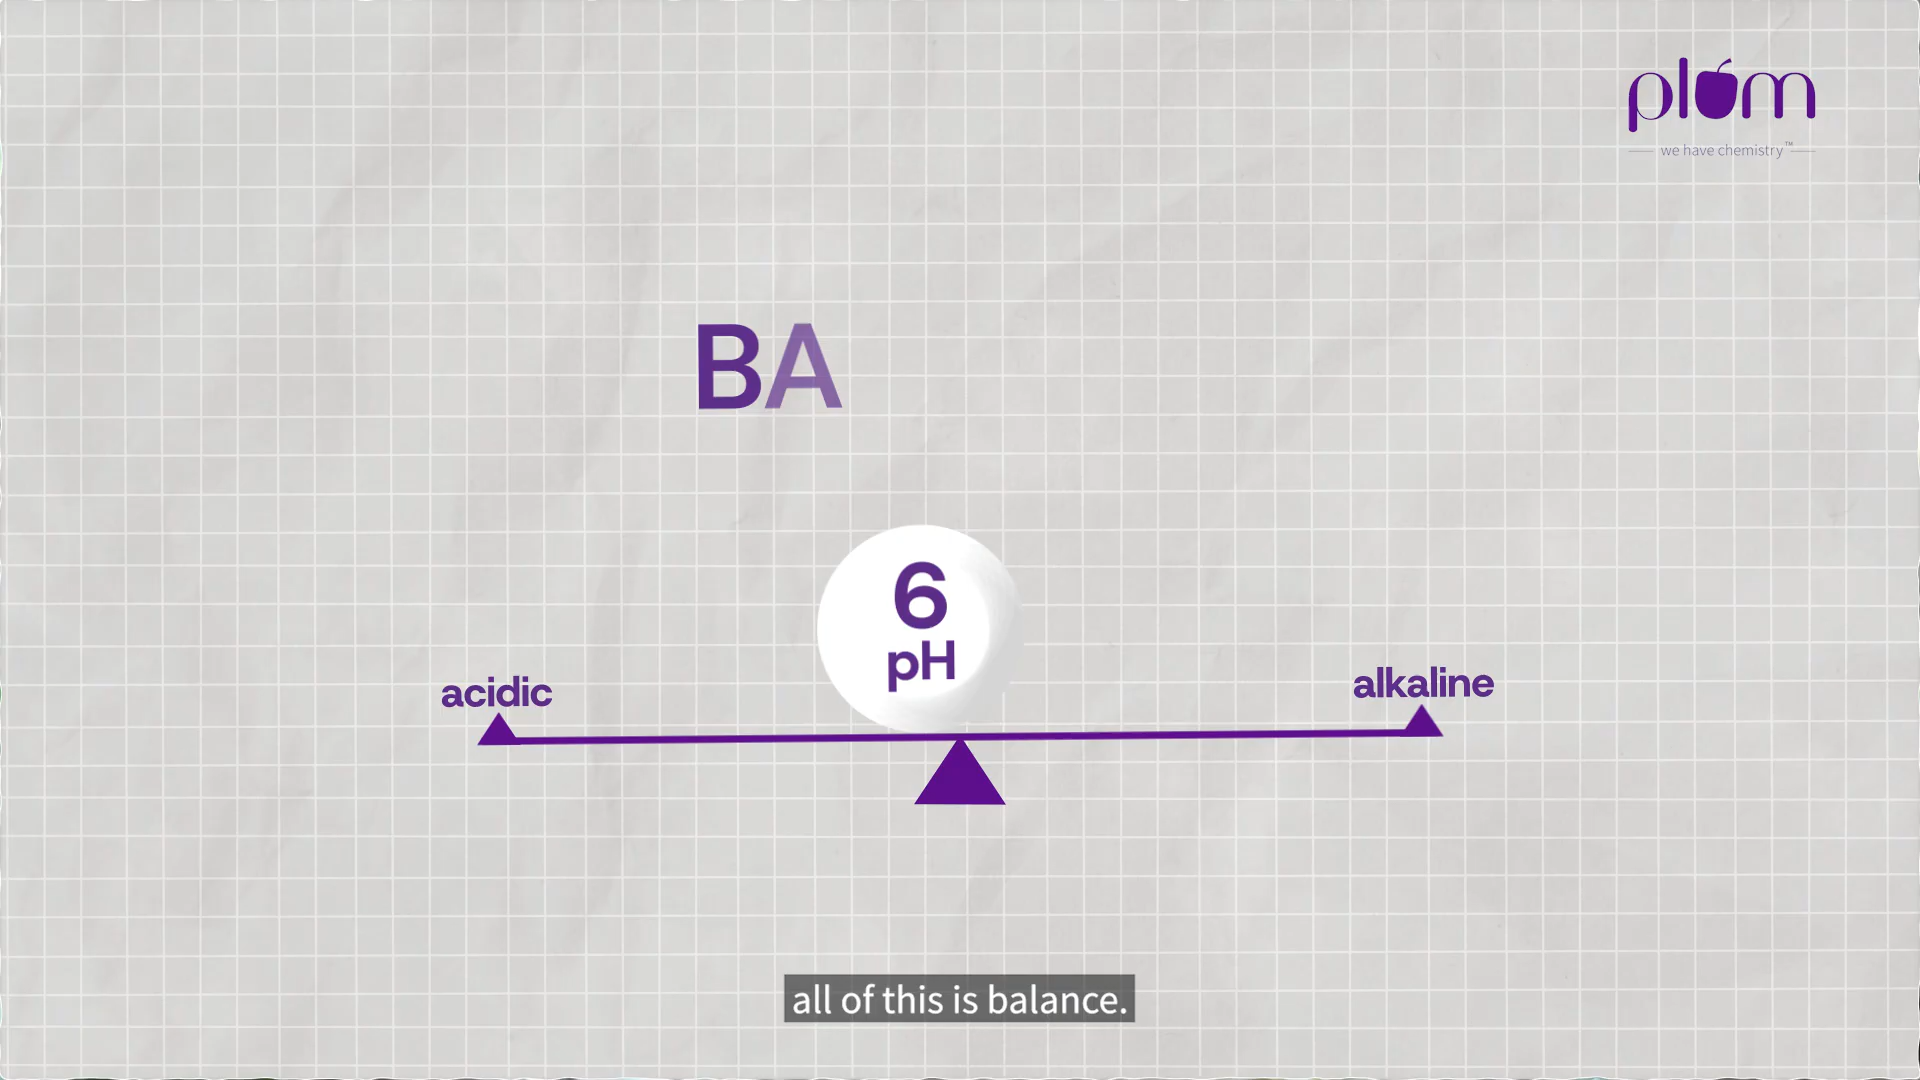 plum
we have chemistry™
BA
6
pH
acidic
alkaline
all of this is balance.